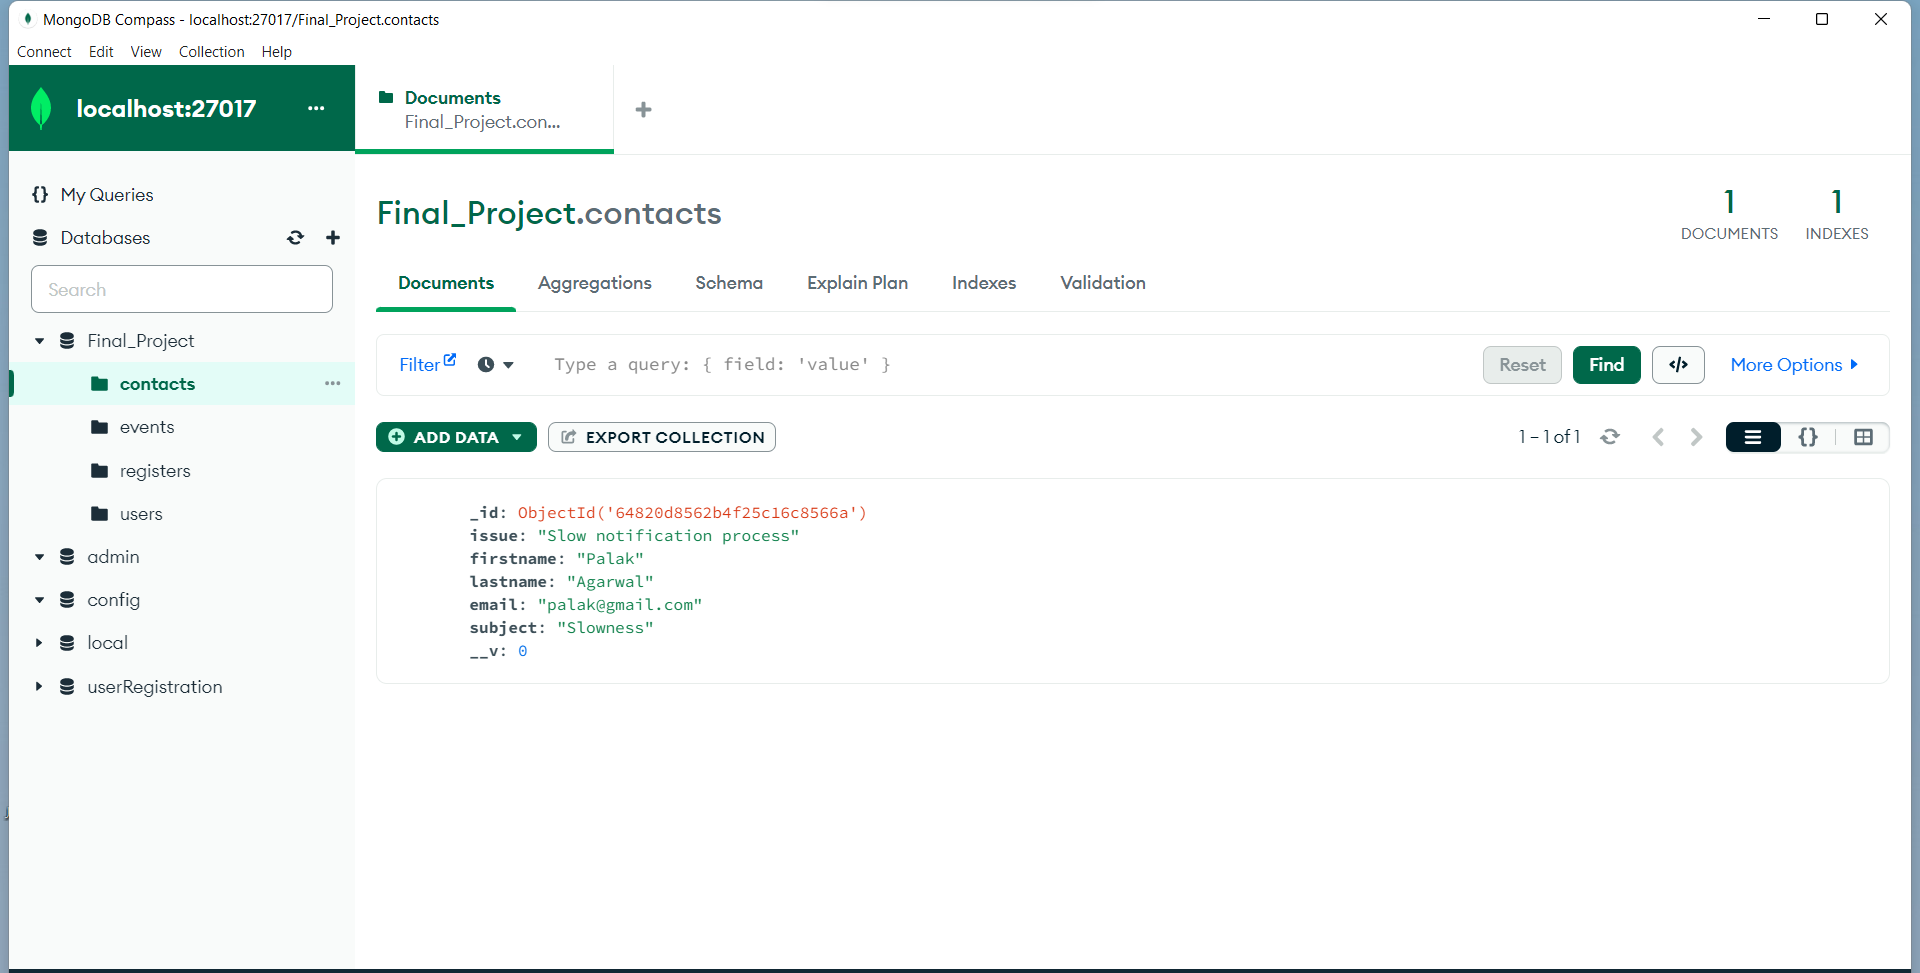 MongoDB Compass - localhost:27017/Final_Project.contacts
Connect Edit View Collection Help
localhost:27017 ...
Documents
Final_Project.con...
My Queries
Databases
Search
Final_Project
contacts
events
registers
users
admin
config
local
userRegistration
Final_Project.contacts
1 DOCUMENTS
1 INDEXES
Documents Aggregations Schema Explain Plan Indexes Validation
Filter Type a query: { field: 'value' } Reset Find </> More Options
ADD DATA EXPORT COLLECTION 1 – 1 of 1 {}
_id: ObjectId('64820d8562b4f25c16c8566a')
issue: "Slow notification process"
firstname: "Palak"
lastname: "Agarwal"
email: "palak@gmail.com"
subject: "Slowness"
__v: 0